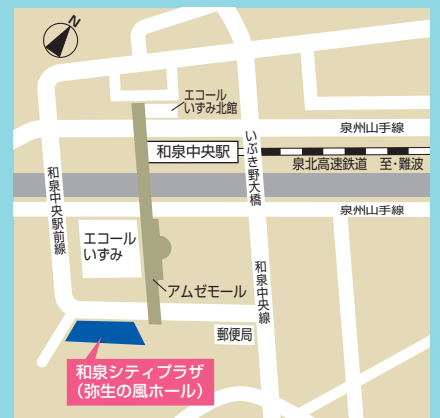 N
エコール
いずみ北館
泉州山手線
和泉中央駅
いぶき野大橋
泉北高速鉄道 至・難波
和泉中央駅前線
泉州山手線
エコール
いずみ
アムゼモール
和泉中央線
郵便局
和泉シティプラザ
(弥生の風ホール)